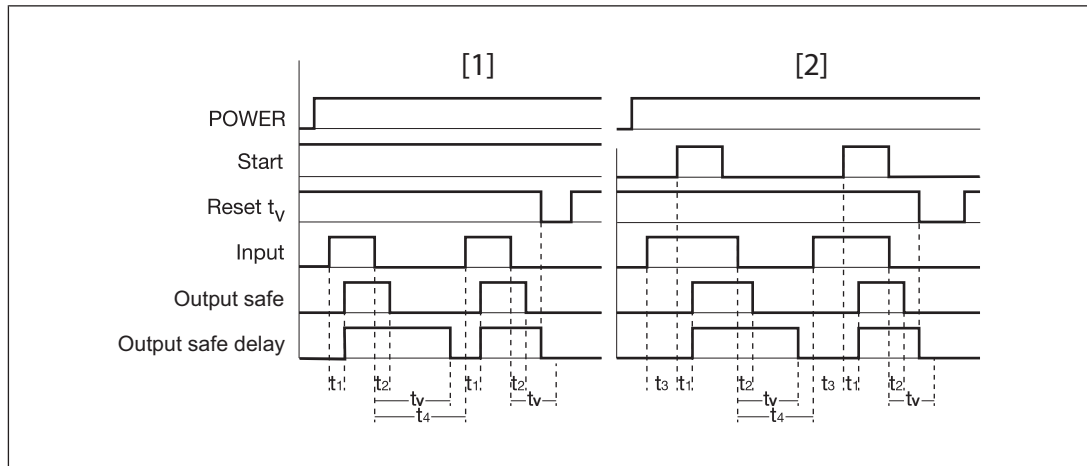 [1] [2]
POWER
Start
Reset tV
Input
Output safe
Output safe delay
t1 t2 t1 t2 t3 t1 t2 t3 t1 t2
tv tv tv tv
t4 t4